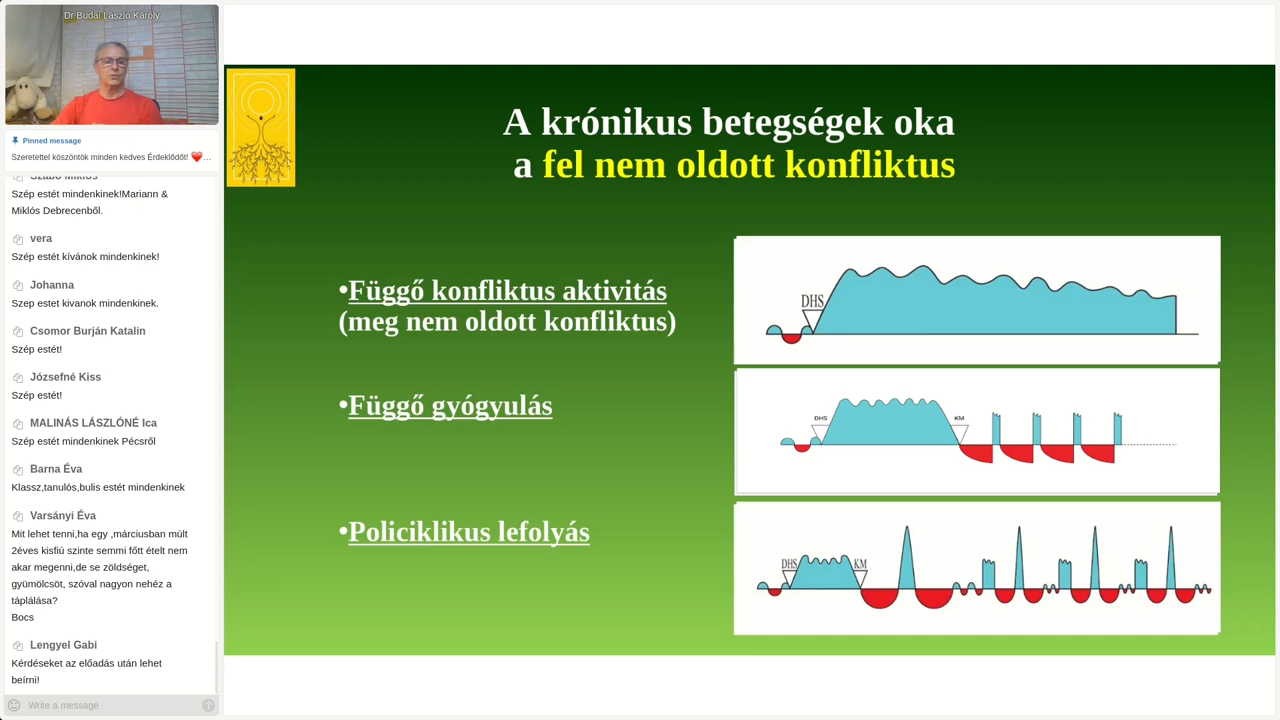 Dr Budai László Károly
Pinned message
Szeretettel köszöntök minden kedves Érdeklődőt! ❤️…
Szabó Miklós
Szép estét mindenkinek!Mariann &
Miklós Debrecenből.
vera
Szép estét kívánok mindenkinek!
Johanna
Szep estet kivanok mindenkinek.
Csomor Burján Katalin
Szép estét!
Józsefné Kiss
Szép estét!
MALINÁS LÁSZLÓNÉ Ica
Szép estét mindenkinek Pécsről
Barna Éva
Klassz,tanulós,bulis estét mindenkinek
Varsányi Éva
Mit lehet tenni,ha egy ,márciusban múlt
2éves kisfiú szinte semmi főtt ételt nem
akar megenni,de se zöldséget,
gyümölcsöt, szóval nagyon nehéz a
táplálása?
Bocs
Lengyel Gabi
Kérdéseket az előadás után lehet
beírni!
Write a message
A krónikus betegségek oka
a fel nem oldott konfliktus
•Függő konfliktus aktivitás
(meg nem oldott konfliktus)
DHS
•Függő gyógyulás
DHS KM
•Policiklikus lefolyás
DHS KM